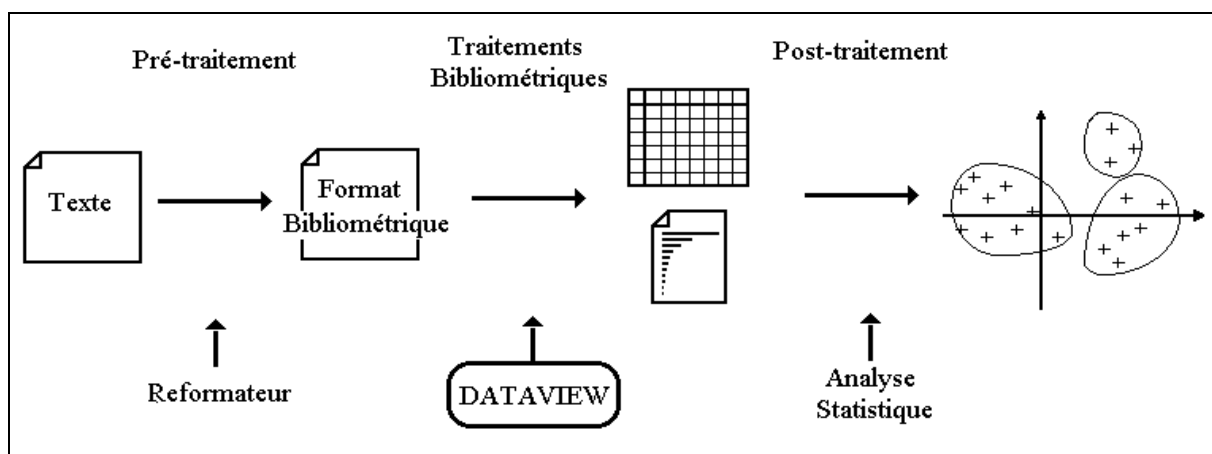 Pré-traitement
Traitements
Bibliométriques
Post-traitement
Texte
Format
Bibliométrique
Reformateur
DATAVIEW
Analyse
Statistique